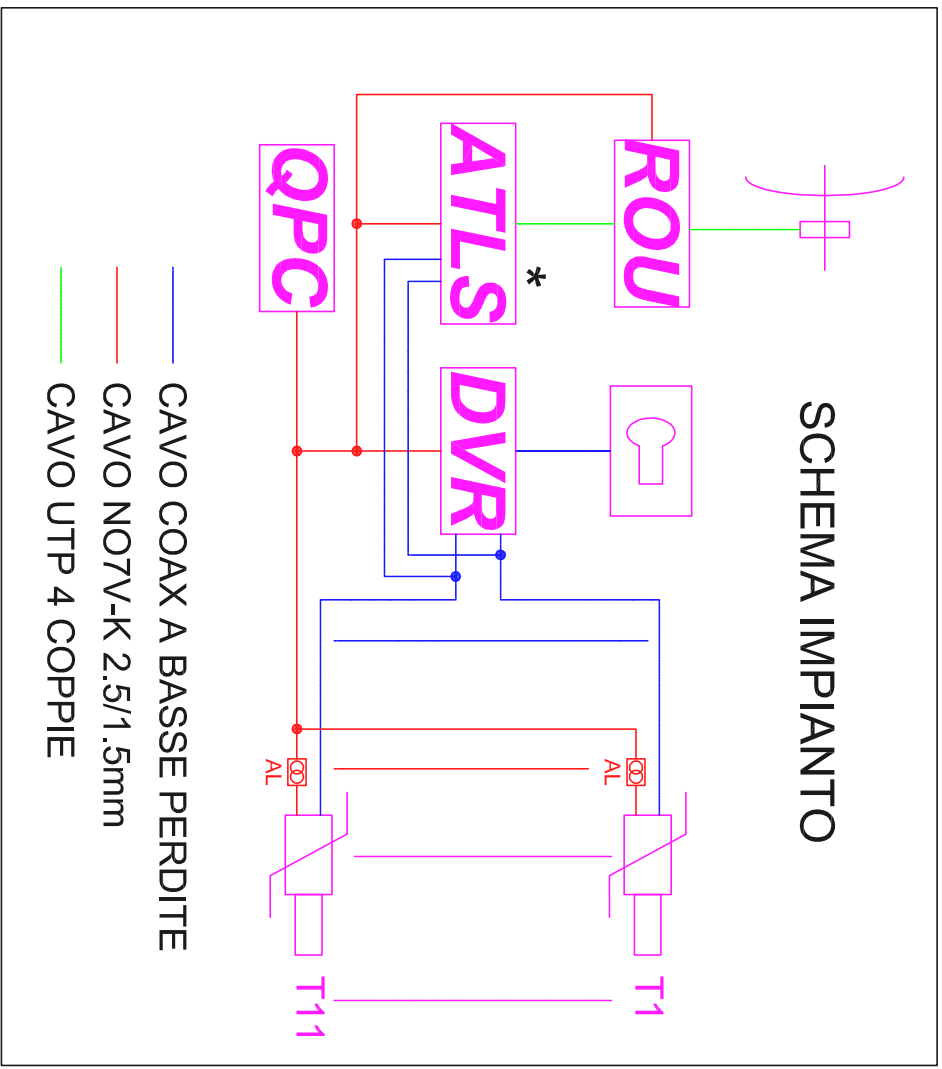 SCHEMA IMPIANTO
ROU
T1
AL
*
ATLS
DVR
QPC
T11
AL
CAVO COAX A BASSE PERDITE
CAVO NO7V-K 2.5/1.5mm
CAVO UTP 4 COPPIE